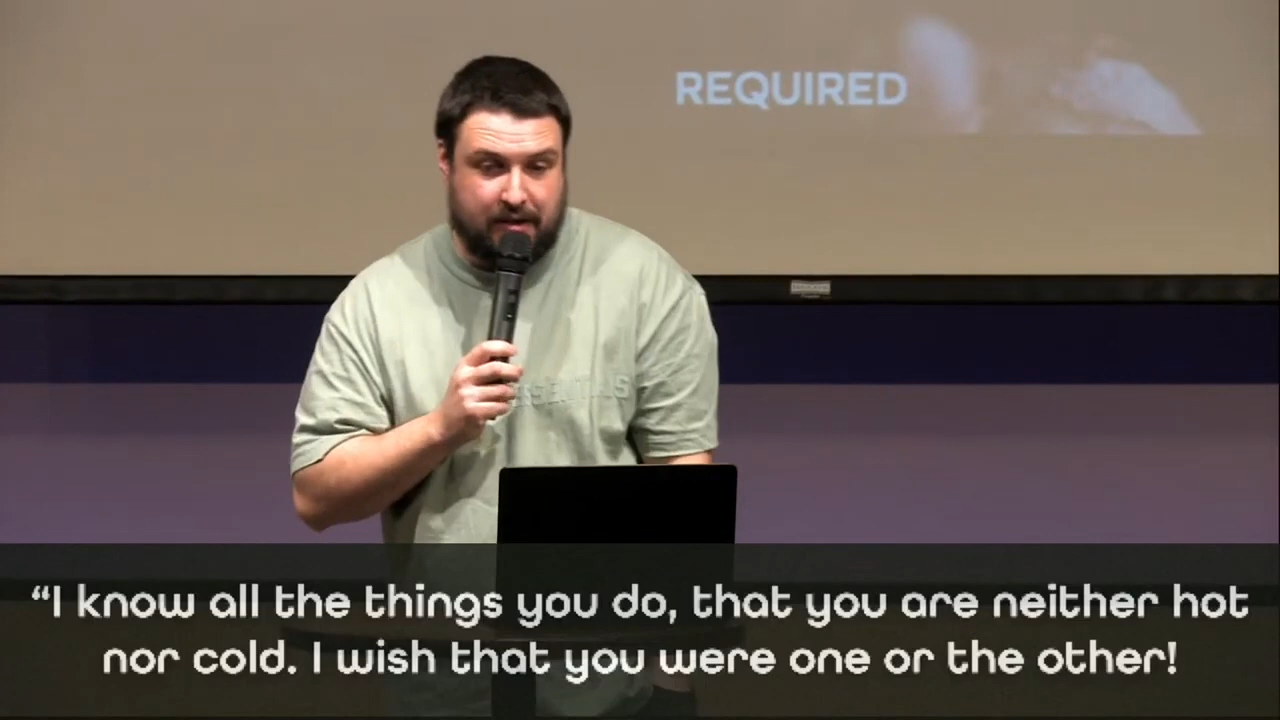 REQUIRED
“I know all the things you do, that you are neither hot
nor cold. I wish that you were one or the other!